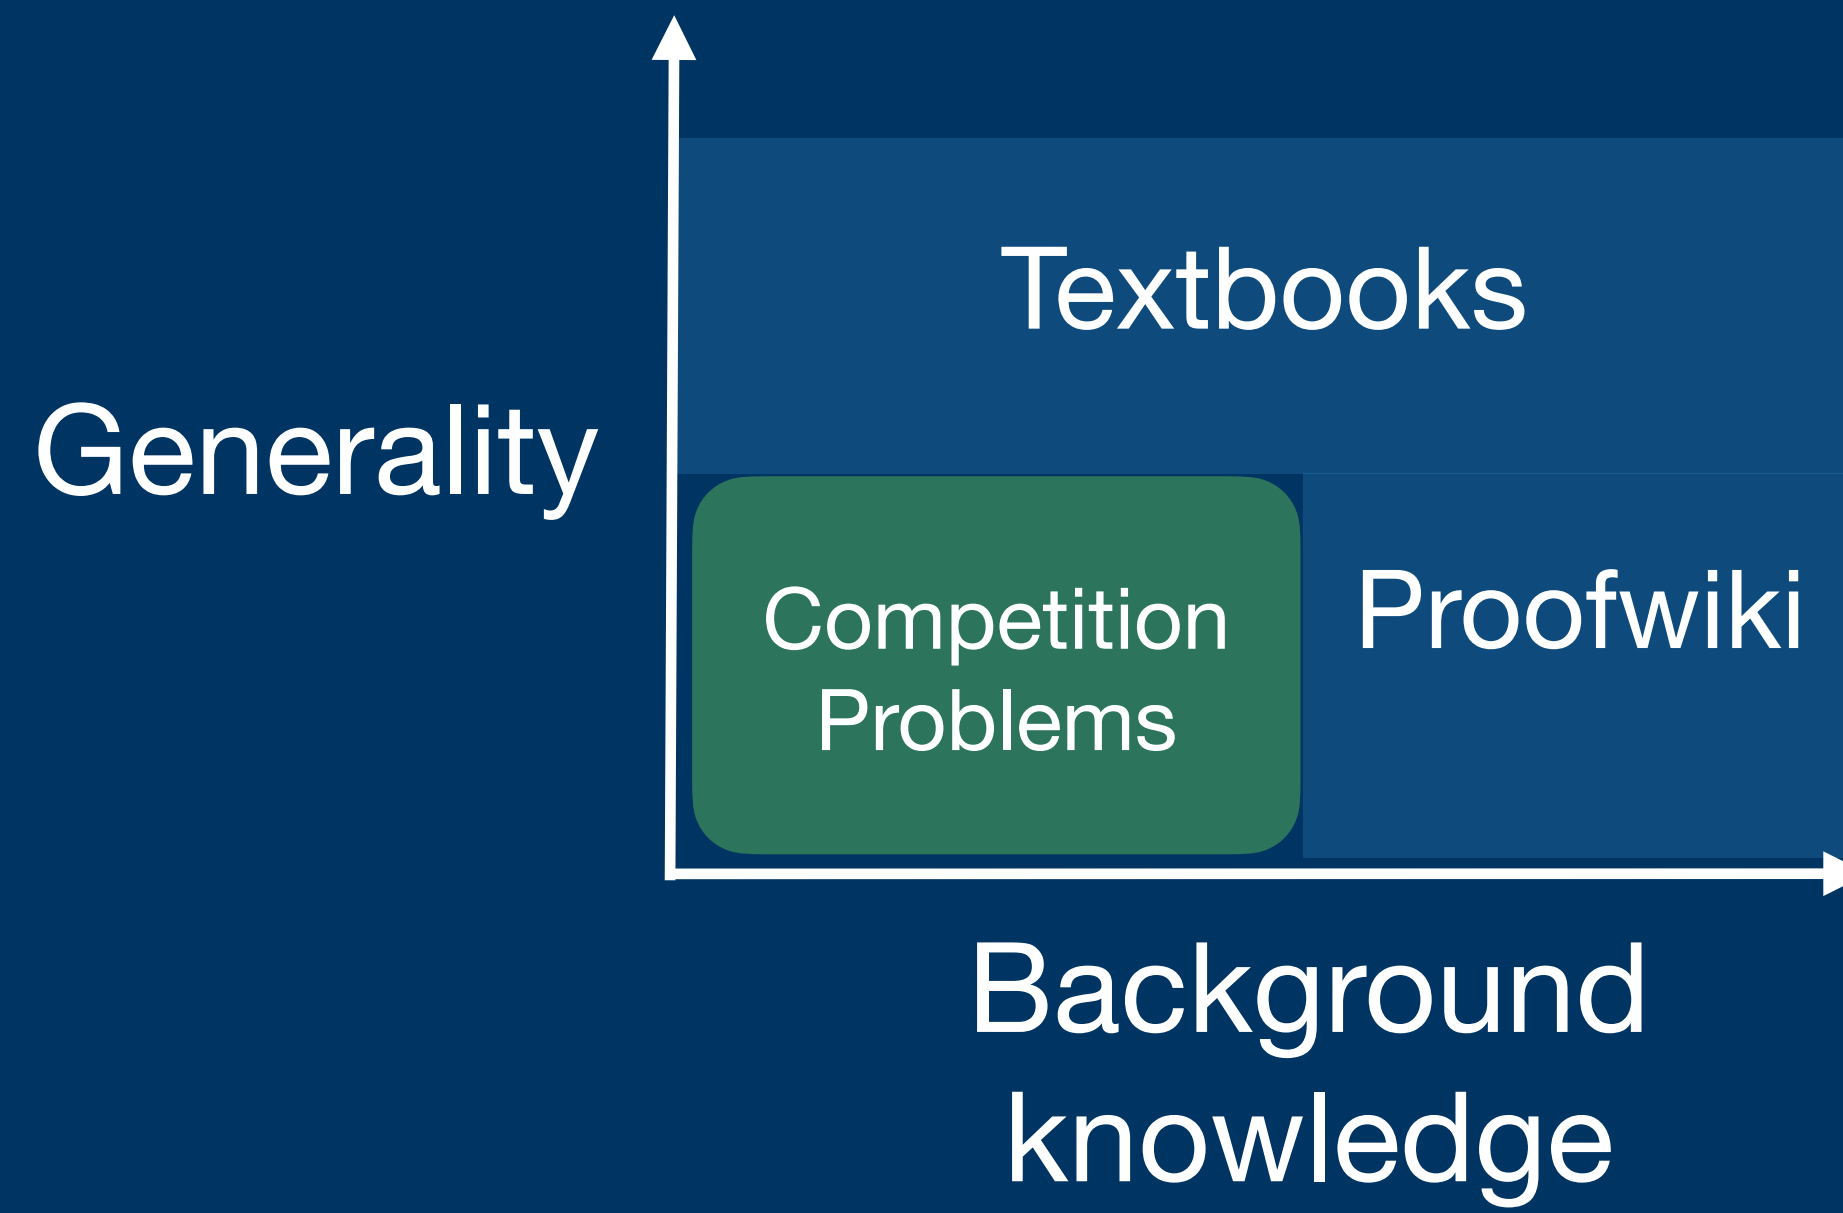 Textbooks
Generality
Competition
Problems
Proofwiki
Background
knowledge